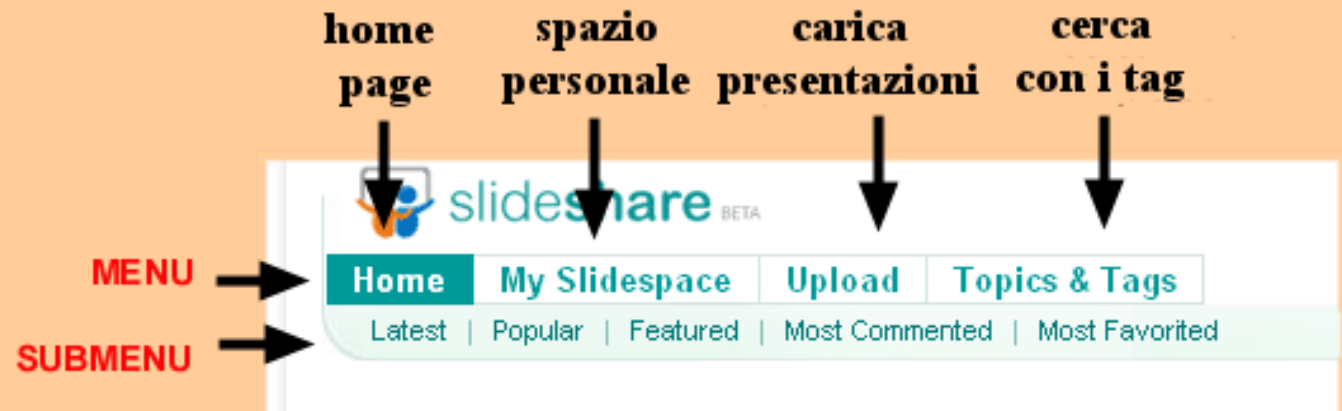 home spazio carica cerca
page personale presentazioni con i tag
slideshare BETA
MENU Home My Slidespace Upload Topics & Tags
SUBMENU Latest | Popular | Featured | Most Commented | Most Favorited